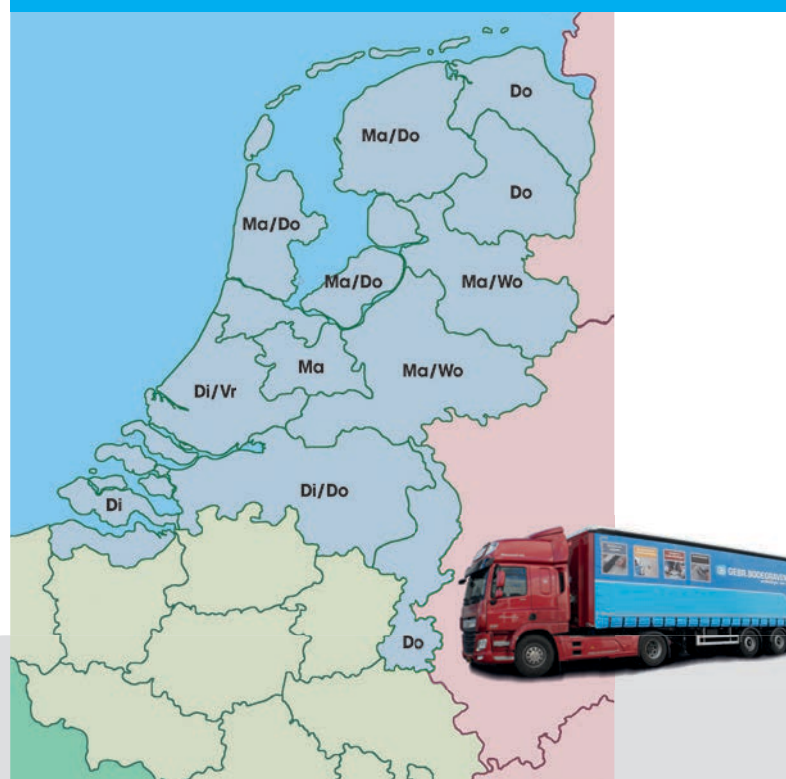 Do
Ma/Do
Do
Ma/Do
Ma/Do
Ma/Wo
Ma
Ma/Wo
Di/Vr
Di/Do
Di
GEBR. BODEGRAVEN
Do